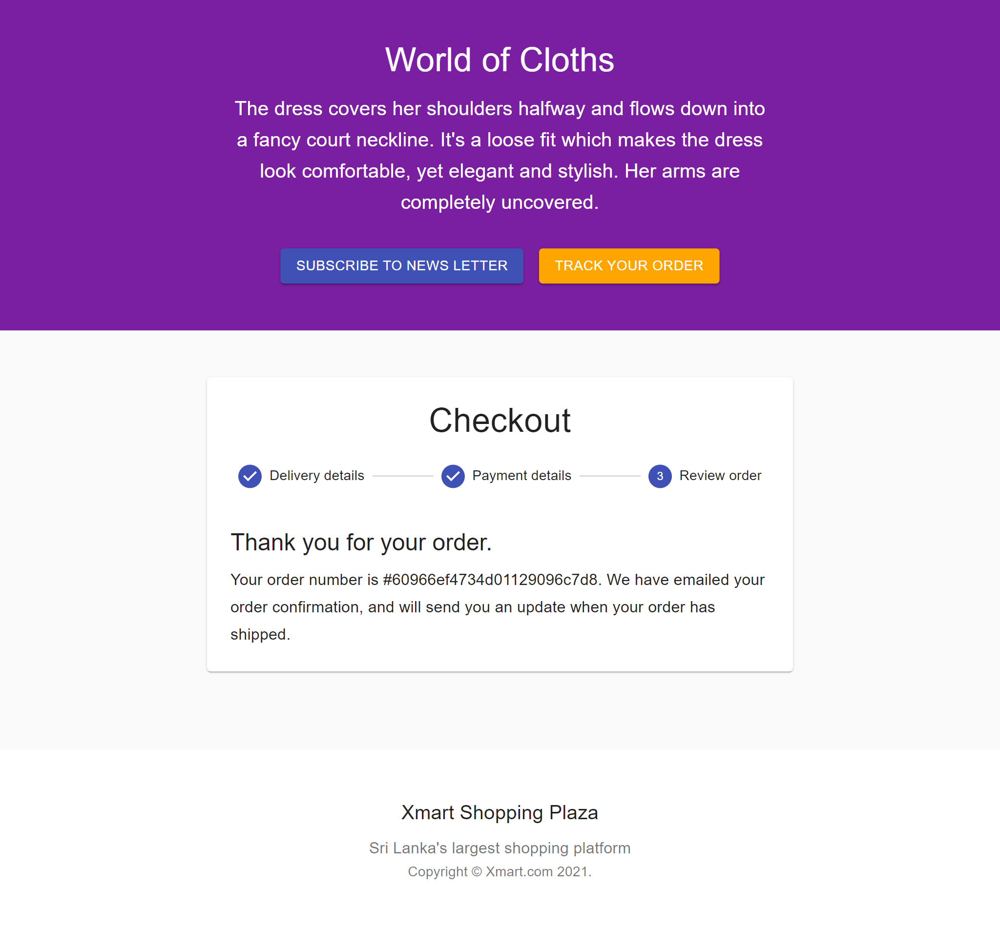 World of Cloths
The dress covers her shoulders halfway and flows down into
a fancy court neckline. It's a loose fit which makes the dress
look comfortable, yet elegant and stylish. Her arms are
completely uncovered.
SUBSCRIBE TO NEWS LETTER TRACK YOUR ORDER
Checkout
Delivery details Payment details 3 Review order
Thank you for your order.
Your order number is #60966ef4734d01129096c7d8. We have emailed your
order confirmation, and will send you an update when your order has
shipped.
Xmart Shopping Plaza
Sri Lanka's largest shopping platform
Copyright © Xmart.com 2021.